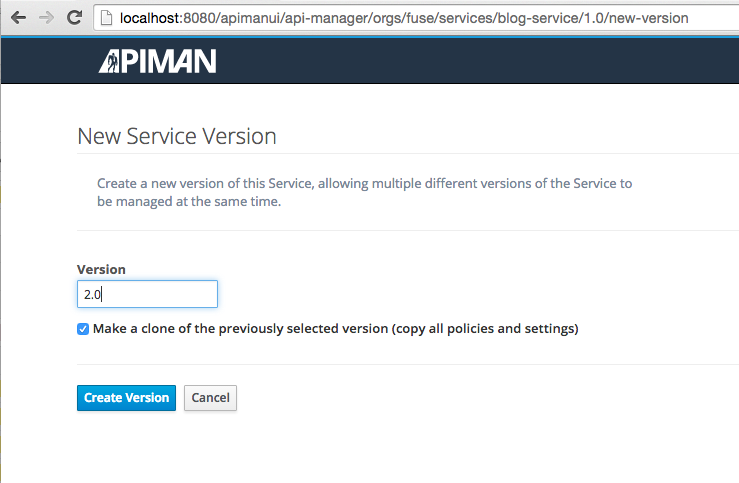 localhost:8080/apimanui/api-manager/orgs/fuse/services/blog-service/1.0/new-version
APIMAN
New Service Version
Create a new version of this Service, allowing multiple different versions of the Service to
be managed at the same time.
Version
2.0
Make a clone of the previously selected version (copy all policies and settings)
Create Version Cancel